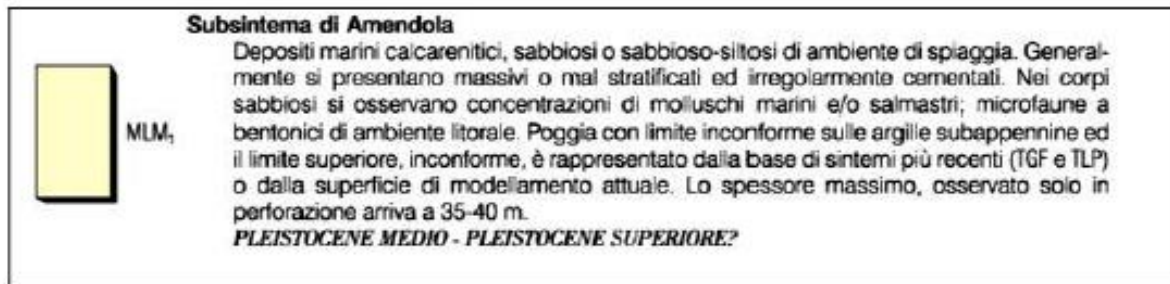 Subsintema di Amendola
Depositi marini calcarenitici, sabbiosi o sabbioso-siltosi di ambiente di spiaggia. General-
mente si presentano massivi o mal stratificati ed irregolarmente cementati. Nei corpi
sabbiosi si osservano concentrazioni di molluschi marini e/o salmastri; microfaune a
bentonici di ambiente litorale. Poggia con limite inconforme sulle argille subappennine ed
MLM₁
il limite superiore, inconforme, è rappresentato dalla base di sintemi più recenti (TGF e TLP)
o dalla superficie di modellamento attuale. Lo spessore massimo, osservato solo in
perforazione arriva a 35-40 m.
PLEISTOCENE MEDIO - PLEISTOCENE SUPERIORE?